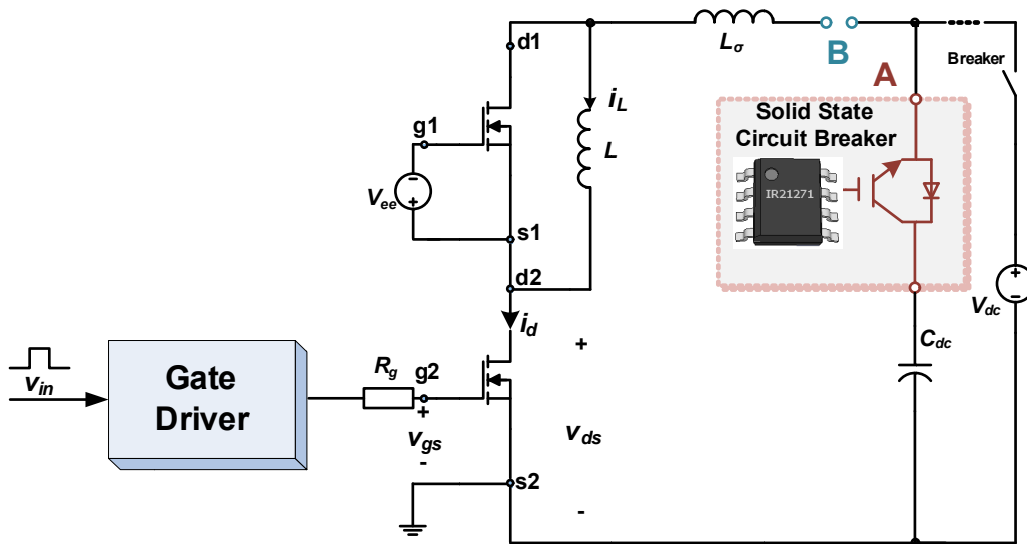 d1
Lσ
B
A
Breaker
iL
L
Solid State
Circuit Breaker
IR21271
g1
Vee
-
+
s1
d2
id
+
-
Vdc
Cdc
vin
Gate
Driver
Rg
g2
+
vgs
-
+
vds
-
s2